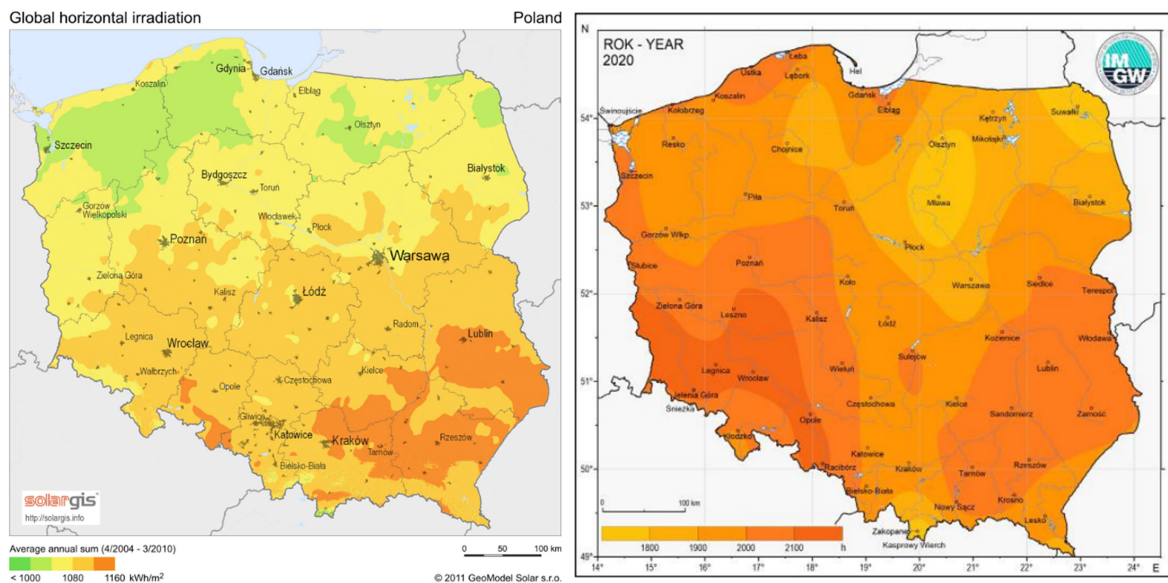 Global horizontal irradiation
Poland
Gdynia
Gdańsk
Koszalin
Elbląg
Olsztyn
Szczecin
Białystok
Bydgoszcz
Toruń
Gorzów
Wielkopolski
Włocławek
Płock
Poznań
Warsawa
Zielona Góra
Łódź
Kalisz
Radom
Lublin
Legnica
Wrocław
Wałbrzych
Kielce
Częstochowa
Opole
Gliwice
Katowice
Kraków
Tarnów
Rzeszów
Bielsko-Biała
solargis
http://solargis.info
Average annual sum (4/2004 - 3/2010)
< 1000 1080 1160 kWh/m²
0 50 100 km
© 2011 GeoModel Solar s.r.o.
N
ROK - YEAR
2020
IM
GW
Łeba
Ustka
Lębork
Hel
Koszalin
Gdańsk
Elbląg
Świnoujście
Kołobrzeg
54°
Kętrzyn
Suwałki
Resko
Chojnice
Olsztyn
Mikołajki
Szczecin
53°
Piła
Toruń
Mława
Białystok
Gorzów Wlkp.
Płock
Słubice
Poznań
Koło
Warszawa
Siedlce
Terespol
52°
Zielona Góra
Leszno
Kalisz
Łódź
Kozienice
Włodawa
Sulejów
Legnica
Wrocław
Wieluń
Lublin
51°
Jelenia Góra
Śnieżka
Opole
Częstochowa
Kielce
Sandomierz
Zamość
Kłodzko
Katowice
Racibórz
Kraków
Tarnów
Rzeszów
50°
Bielsko-Biała
Nowy Sącz
Krosno
Lesko
0 100 km
1800 1900 2000 2100 h
Zakopane
Kasprowy Wierch
49°
14° 15° 16° 17° 18° 19° 20° 21° 22° 23° E